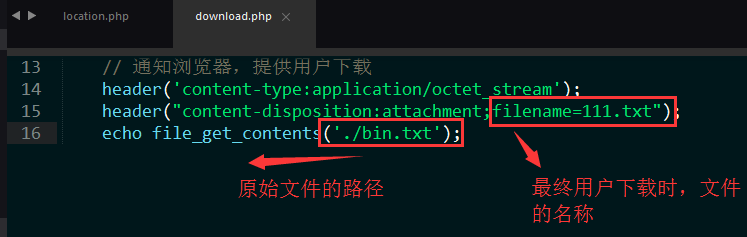 location.php
download.php
13 // 通知浏览器，提供用户下载
14 header('content-type:application/octet_stream');
15 header("content-disposition:attachment;filename=111.txt");
16 echo file_get_contents('./bin.txt');
原始文件的路径
最终用户下载时，文件
的名称